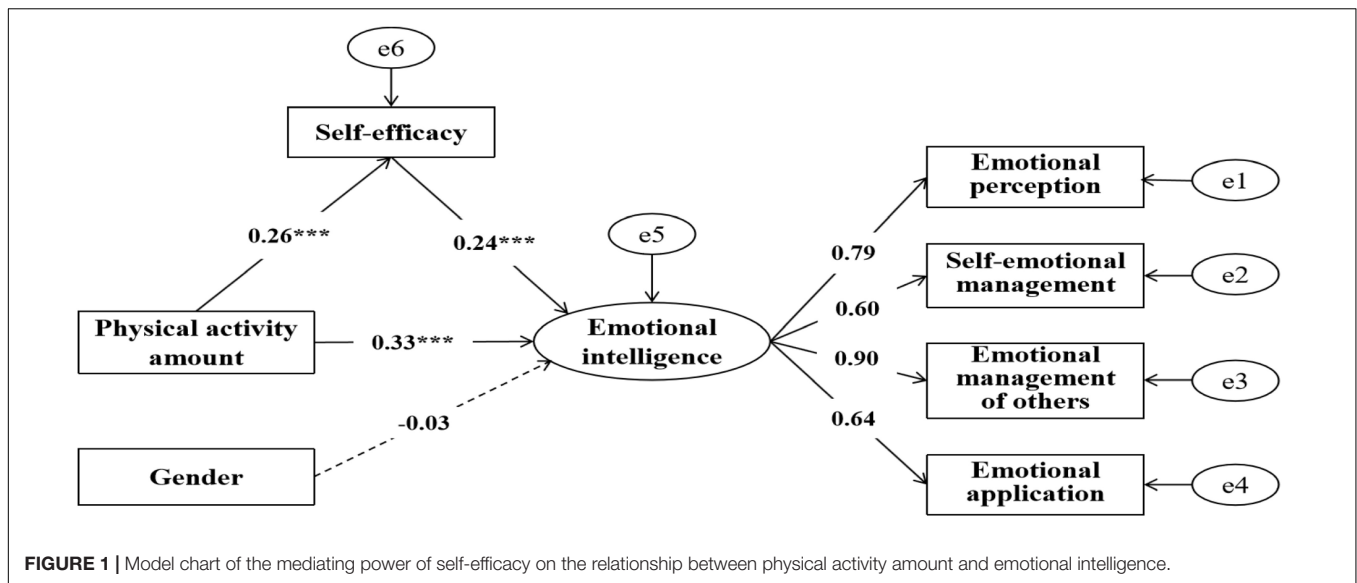 e6
Self-efficacy
0.26***
0.24***
Physical activity
amount
0.33***
Gender
-0.03
e5
Emotional
intelligence
0.79
0.60
0.90
0.64
Emotional
perception
e1
Self-emotional
management
e2
Emotional
management
of others
e3
Emotional
application
e4
FIGURE 1 | Model chart of the mediating power of self-efficacy on the relationship between physical activity amount and emotional intelligence.